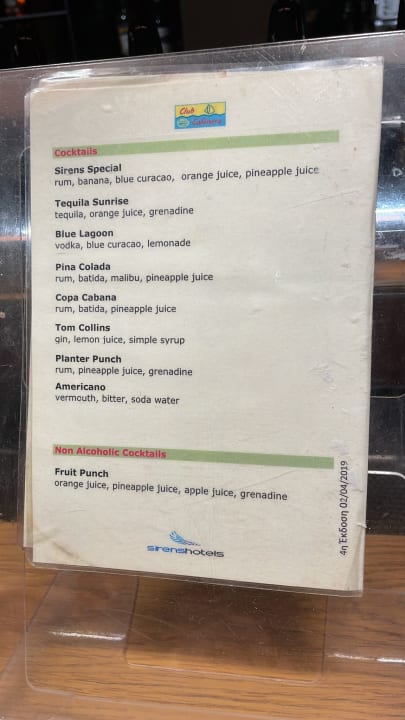 Club
Cocktails
Sirens Special
rum, banana, blue curacao, orange juice, pineapple juice
Tequila Sunrise
tequila, orange juice, grenadine
Blue Lagoon
vodka, blue curacao, lemonade
Pina Colada
rum, batida, malibu, pineapple juice
Copa Cabana
rum, batida, pineapple juice
Tom Collins
gin, lemon juice, simple syrup
Planter Punch
rum, pineapple juice, grenadine
Americano
vermouth, bitter, soda water
Non Alcoholic Cocktails
Fruit Punch
orange juice, pineapple juice, apple juice, grenadine
4η Έκδοση 02/04/2019
sirenshotels